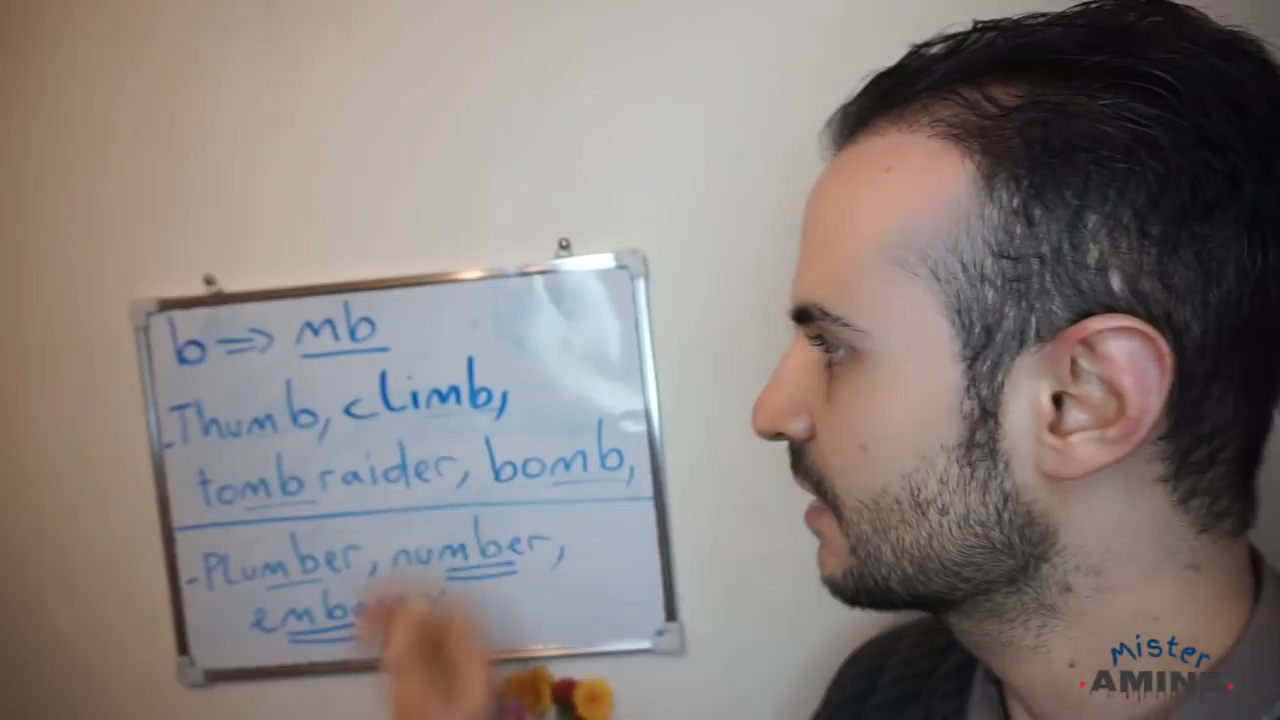 b => mb
-Thumb, climb,
tomb raider, bomb,
-Plumber, number,
Mister
AMINE